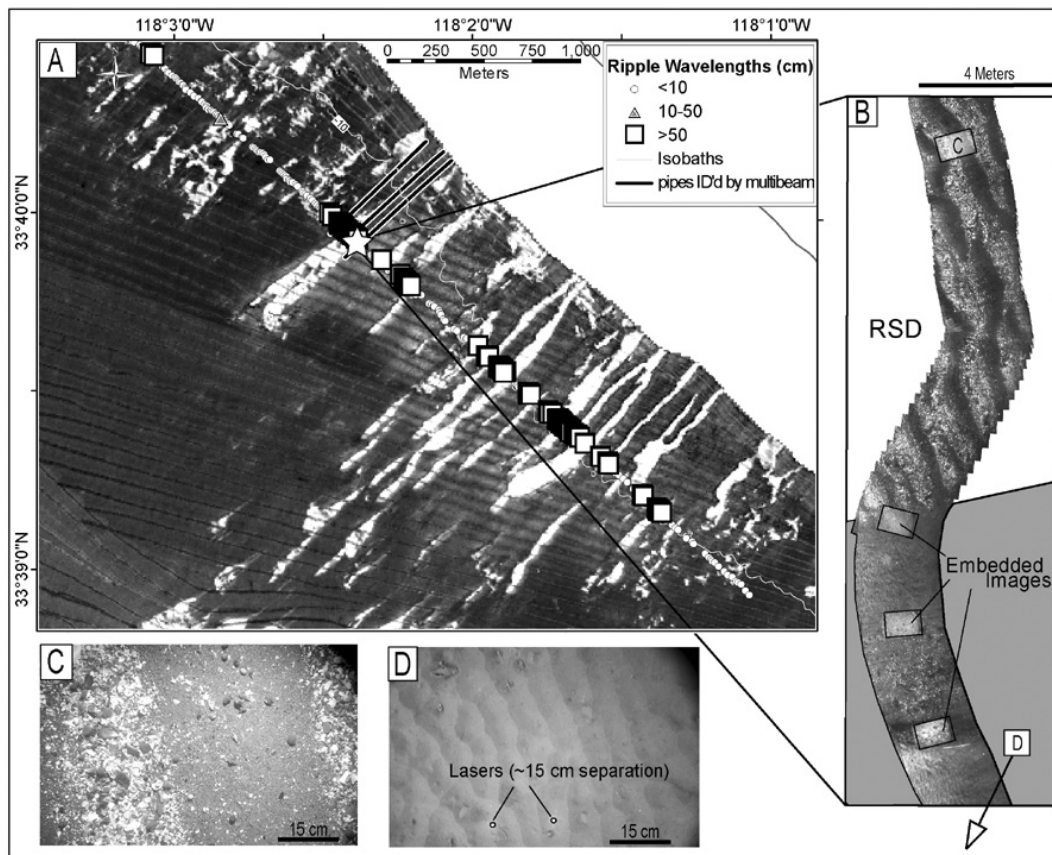 118°3'0"W
118°2'0"W
118°1'0"W
A
0 250 500 750 1,000
Meters
Ripple Wavelengths (cm)
<10
10-50
>50
Isobaths
pipes ID'd by multibeam
-10
33°40'0"N
33°39'0"N
4 Meters
B
C
RSD
Embedded
Images
D
C
15 cm
D
Lasers (~15 cm separation)
15 cm